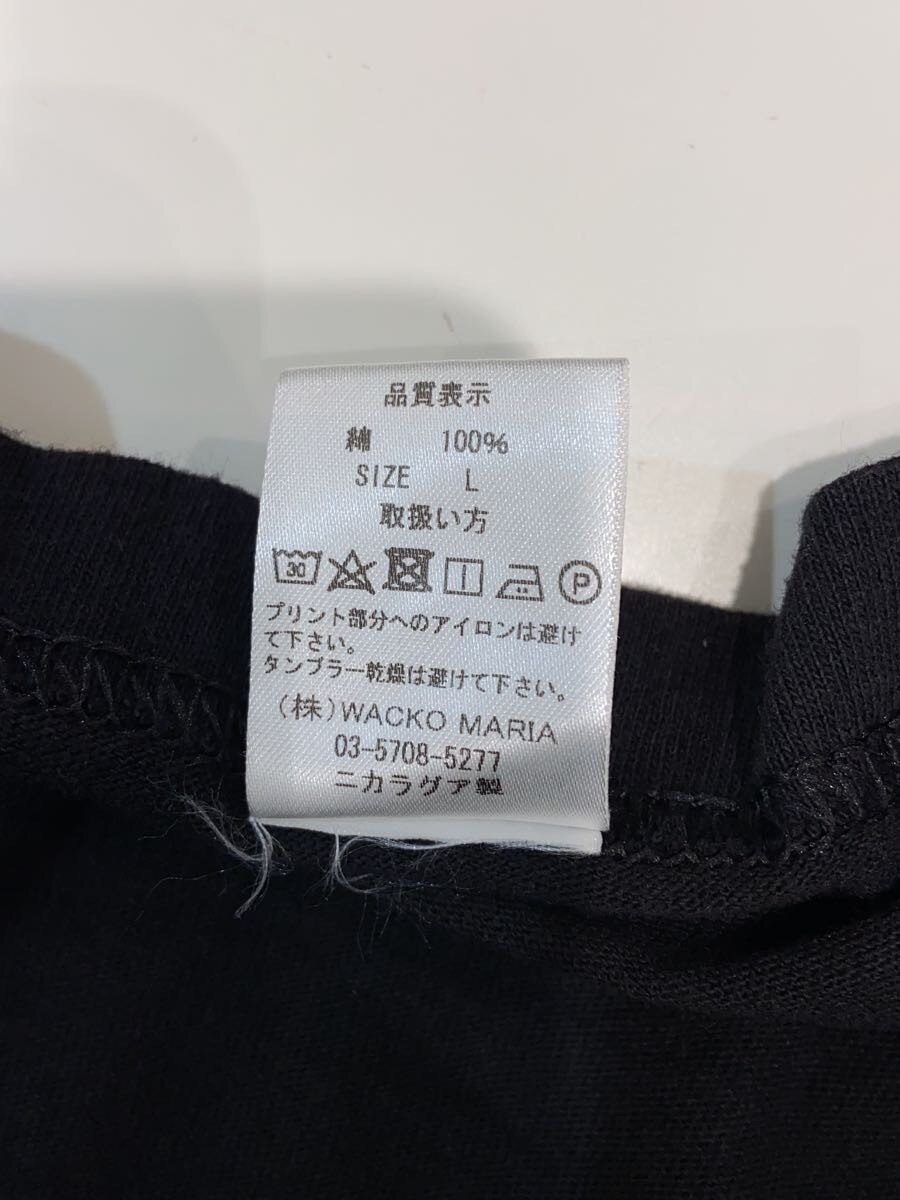 品質表示
綿 100%
SIZE L
取扱い方
30 P
プリント部分へのアイロンは避け
て下さい。
タンブラー乾燥は避けて下さい。
(株)WACKO MARIA
03-5708-5277
ニカラグア製